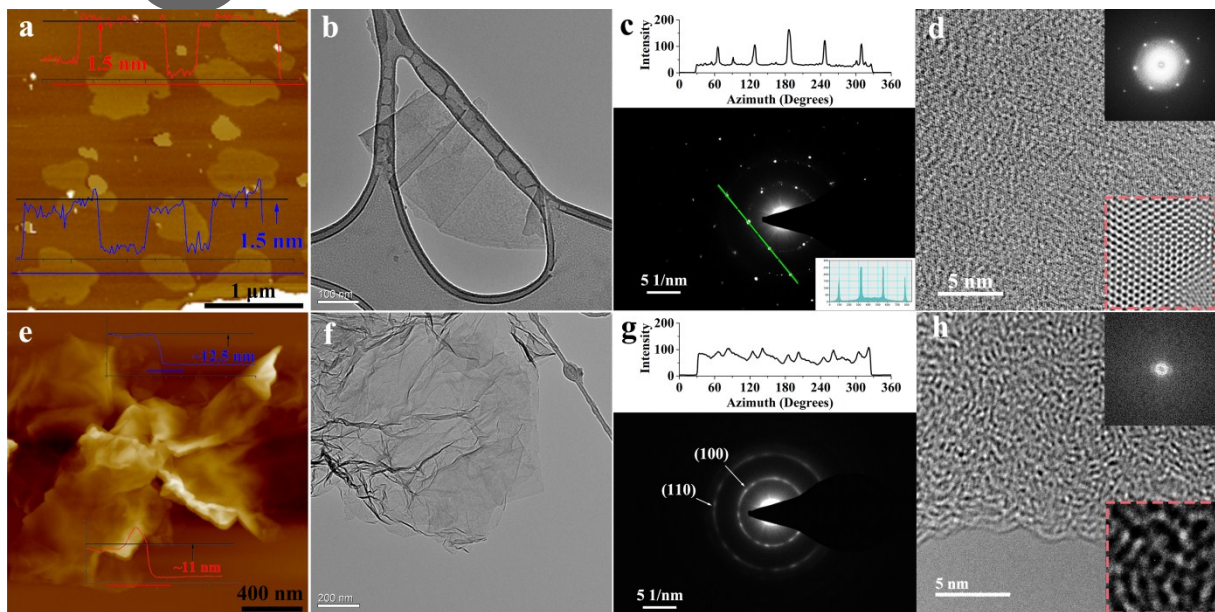 a
1.5 nm
1.5 nm
1 µm
b
100 nm
c
Intensity
200
100
0
0 60 120 180 240 300 360
Azimuth (Degrees)
5 1/nm
d
5 nm
e
~12.5 nm
~11 nm
400 nm
f
200 nm
g
Intensity
200
100
0
0 60 120 180 240 300 360
Azimuth (Degrees)
(100)
(110)
5 1/nm
h
5 nm